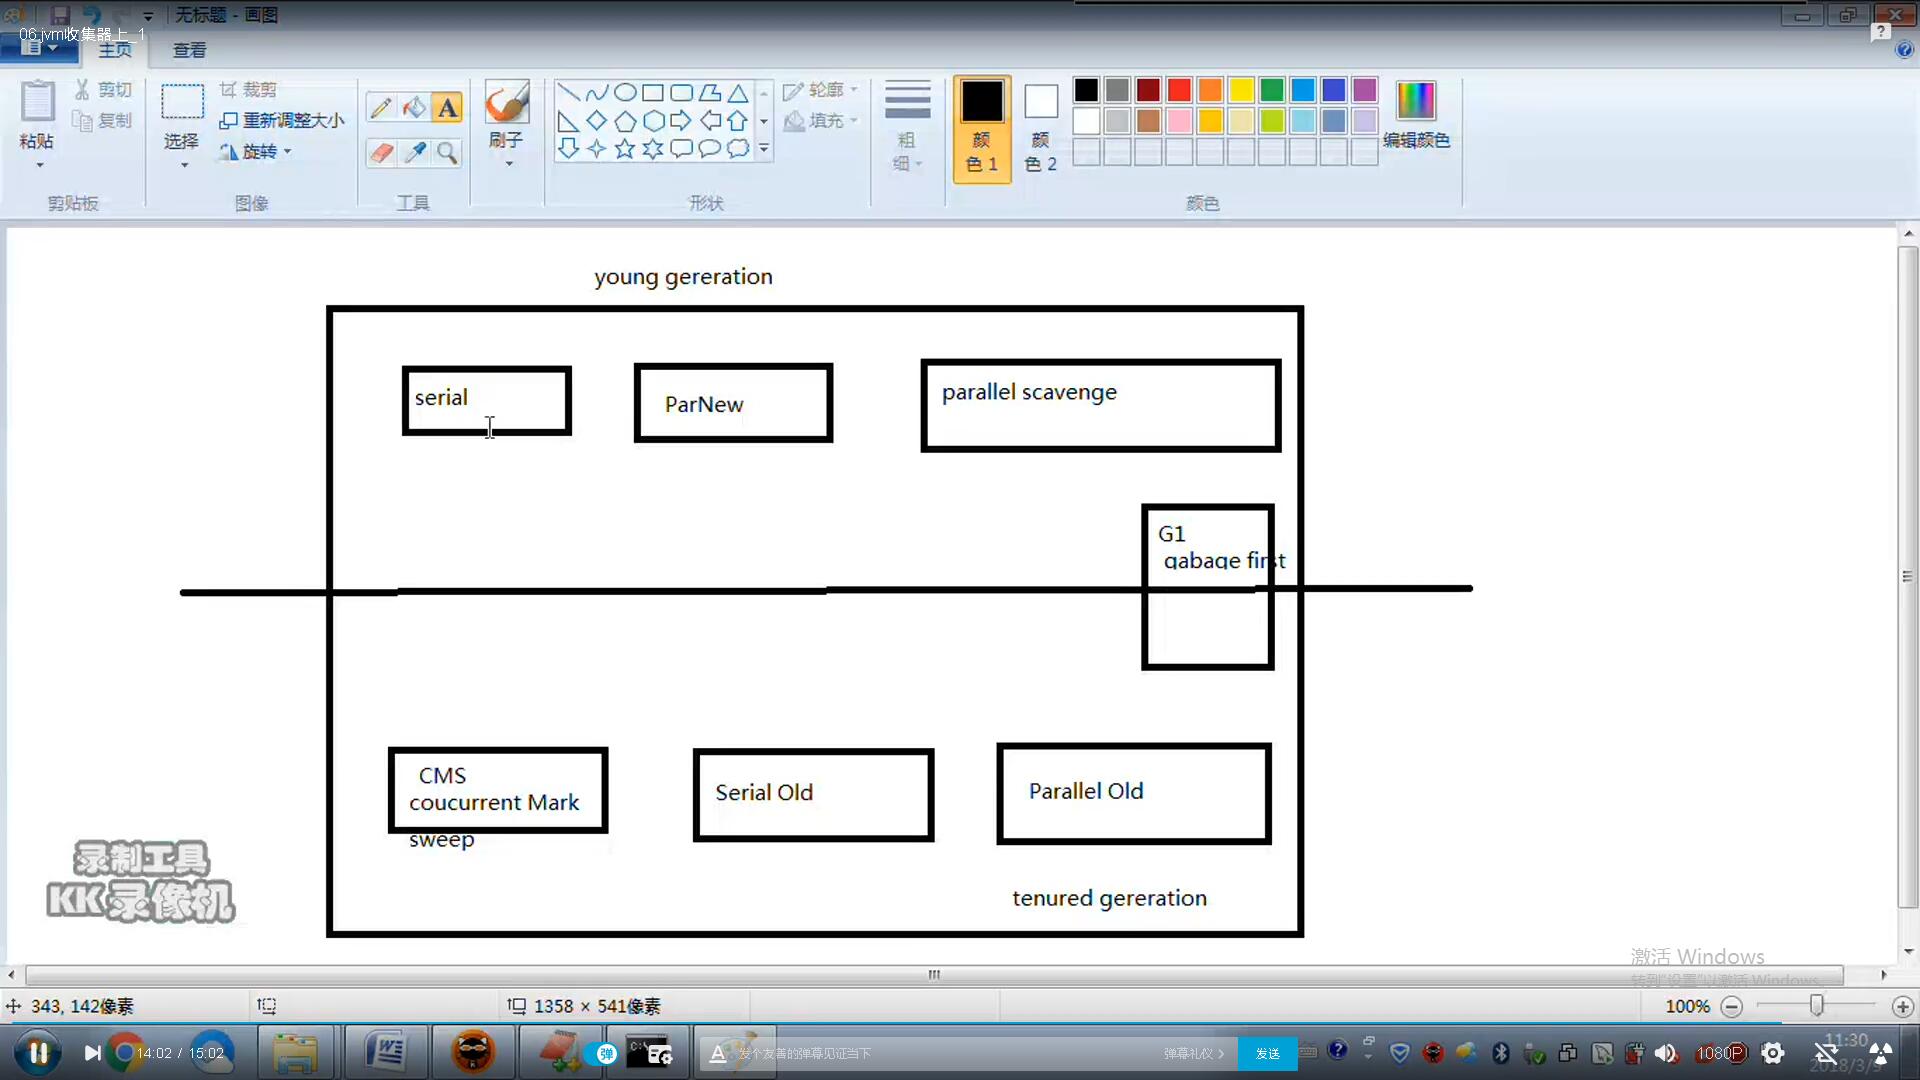 无标题 - 画图
06.jvm收集器上_1
主页
查看
粘贴
剪切
复制
剪贴板
选择
裁剪
重新调整大小
旋转
图像
A
工具
刷子
轮廓
填充
形状
粗
细
颜
色 1
颜
色 2
编辑颜色
颜色
young gereration
serial
ParNew
parallel scavenge
G1
gabage first
CMS
coucurrent Mark
sweep
Serial Old
Parallel Old
tenured gereration
录制工具
KK录像机
激活 Windows
转到"设置"以激活 Windows。
343, 142像素
1358 × 541像素
100%
14:02 / 15:02
弹
发个友善的弹幕见证当下
弹幕礼仪
发送
1080P
11:30